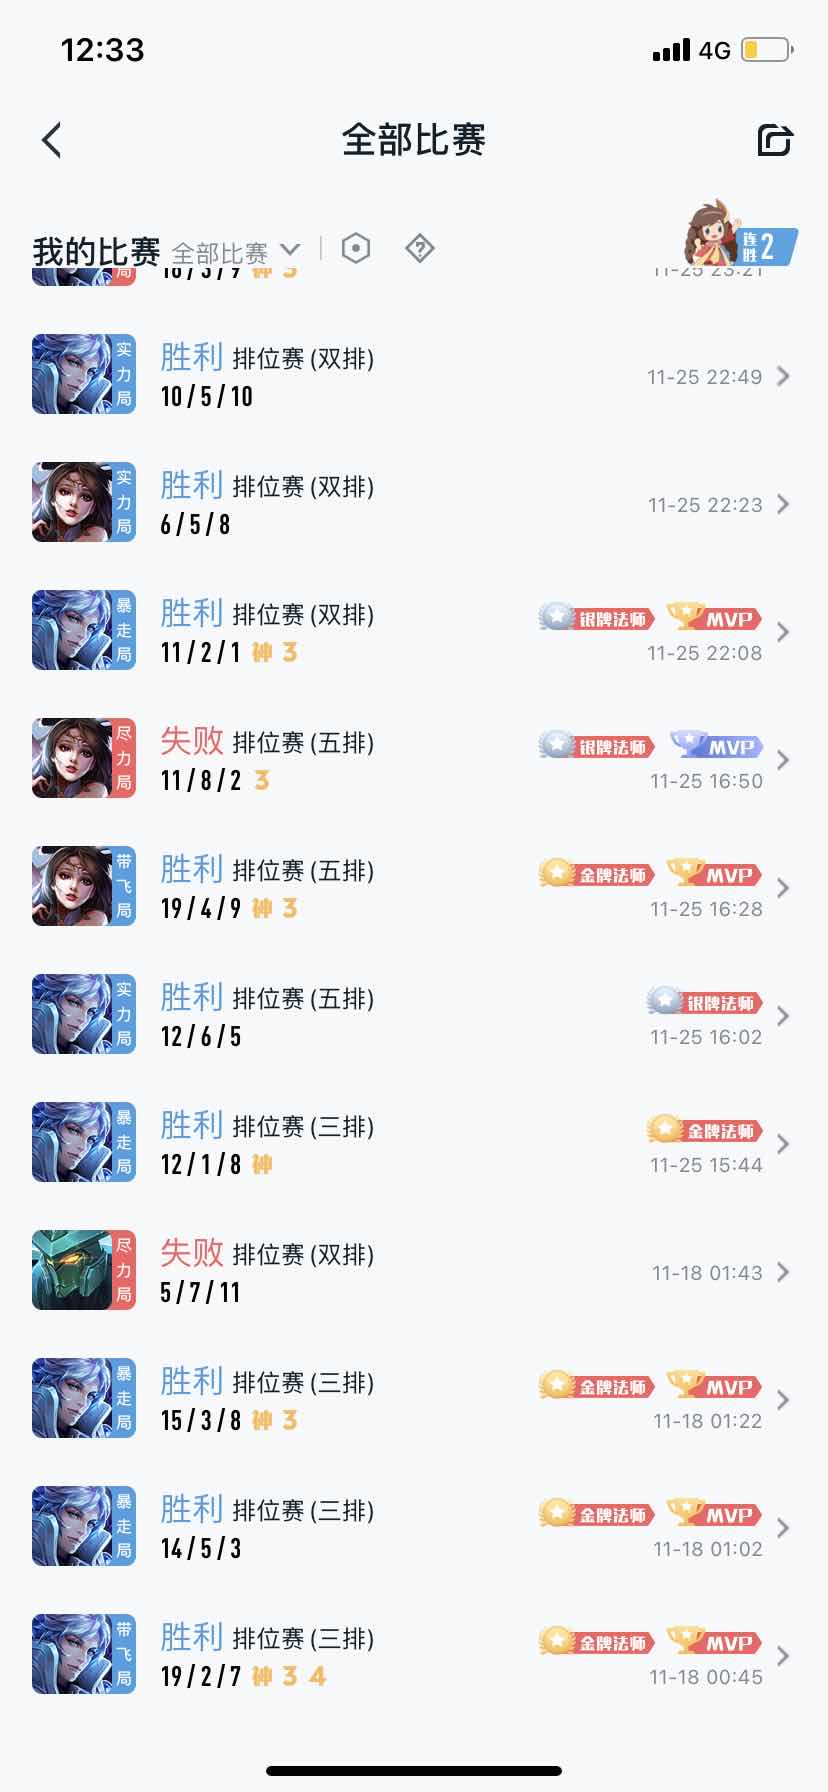 12:33
4G
全部比赛
我的比赛 全部比赛
连胜 2
局 16/3/9 神 3
11-25 23:21
实力局
胜利 排位赛 (双排)
10/5/10
11-25 22:49
实力局
胜利 排位赛 (双排)
6/5/8
11-25 22:23
暴走局
胜利 排位赛 (双排)
银牌法师 MVP
11/2/1 神 3
11-25 22:08
尽力局
失败 排位赛 (五排)
银牌法师 MVP
11/8/2 3
11-25 16:50
带飞局
胜利 排位赛 (五排)
金牌法师 MVP
19/4/9 神 3
11-25 16:28
实力局
胜利 排位赛 (五排)
银牌法师
12/6/5
11-25 16:02
暴走局
胜利 排位赛 (三排)
金牌法师
12/1/8 神
11-25 15:44
尽力局
失败 排位赛 (双排)
5/7/11
11-18 01:43
暴走局
胜利 排位赛 (三排)
金牌法师 MVP
15/3/8 神 3
11-18 01:22
暴走局
胜利 排位赛 (三排)
金牌法师 MVP
14/5/3
11-18 01:02
带飞局
胜利 排位赛 (三排)
金牌法师 MVP
19/2/7 神 3 4
11-18 00:45